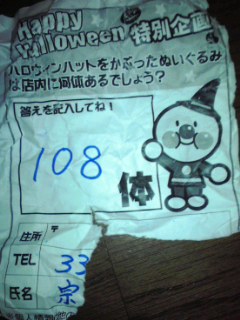 Happy
Halloween 特別企画
ハロウィンハットをかぶったぬいぐるみ
な店内に何体あるでしょう?
答えを記入してね!
108
体
住所 〒
TEL 33
氏名 宗